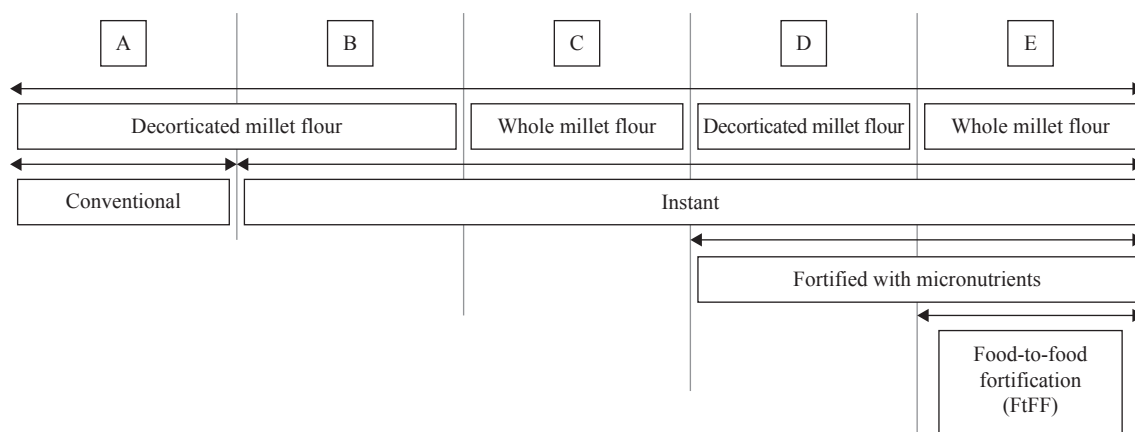 A
B
C
D
E
Decorticated millet flour
Whole millet flour
Decorticated millet flour
Whole millet flour
Conventional
Instant
Fortified with micronutrients
Food-to-food
fortification
(FtFF)